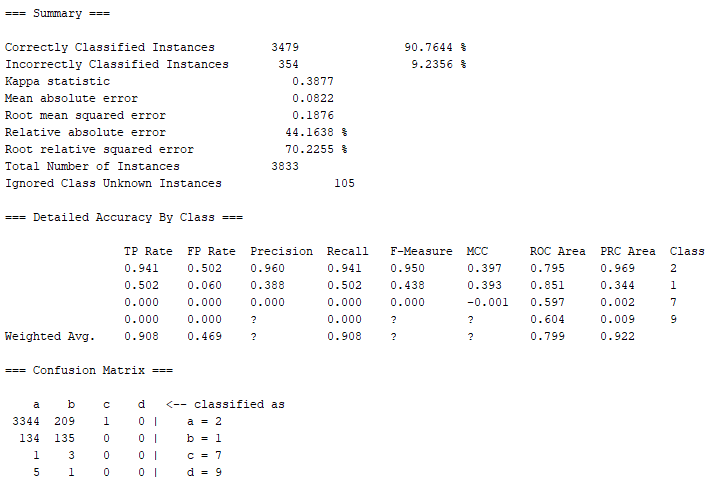 === Summary ===
Correctly Classified Instances 3479 90.7644 %
Incorrectly Classified Instances 354 9.2356 %
Kappa statistic 0.3877
Mean absolute error 0.0822
Root mean squared error 0.1876
Relative absolute error 44.1638 %
Root relative squared error 70.2255 %
Total Number of Instances 3833
Ignored Class Unknown Instances 105
=== Detailed Accuracy By Class ===
TP Rate FP Rate Precision Recall F-Measure MCC ROC Area PRC Area Class
0.941 0.502 0.960 0.941 0.950 0.397 0.795 0.969 2
0.502 0.060 0.388 0.502 0.438 0.393 0.851 0.344 1
0.000 0.000 0.000 0.000 0.000 -0.001 0.597 0.002 7
0.000 0.000 ? 0.000 ? ? 0.604 0.009 9
Weighted Avg. 0.908 0.469 ? 0.908 ? ? 0.799 0.922
=== Confusion Matrix ===
a b c d <-- classified as
3344 209 1 0 | a = 2
134 135 0 0 | b = 1
1 3 0 0 | c = 7
5 1 0 0 | d = 9